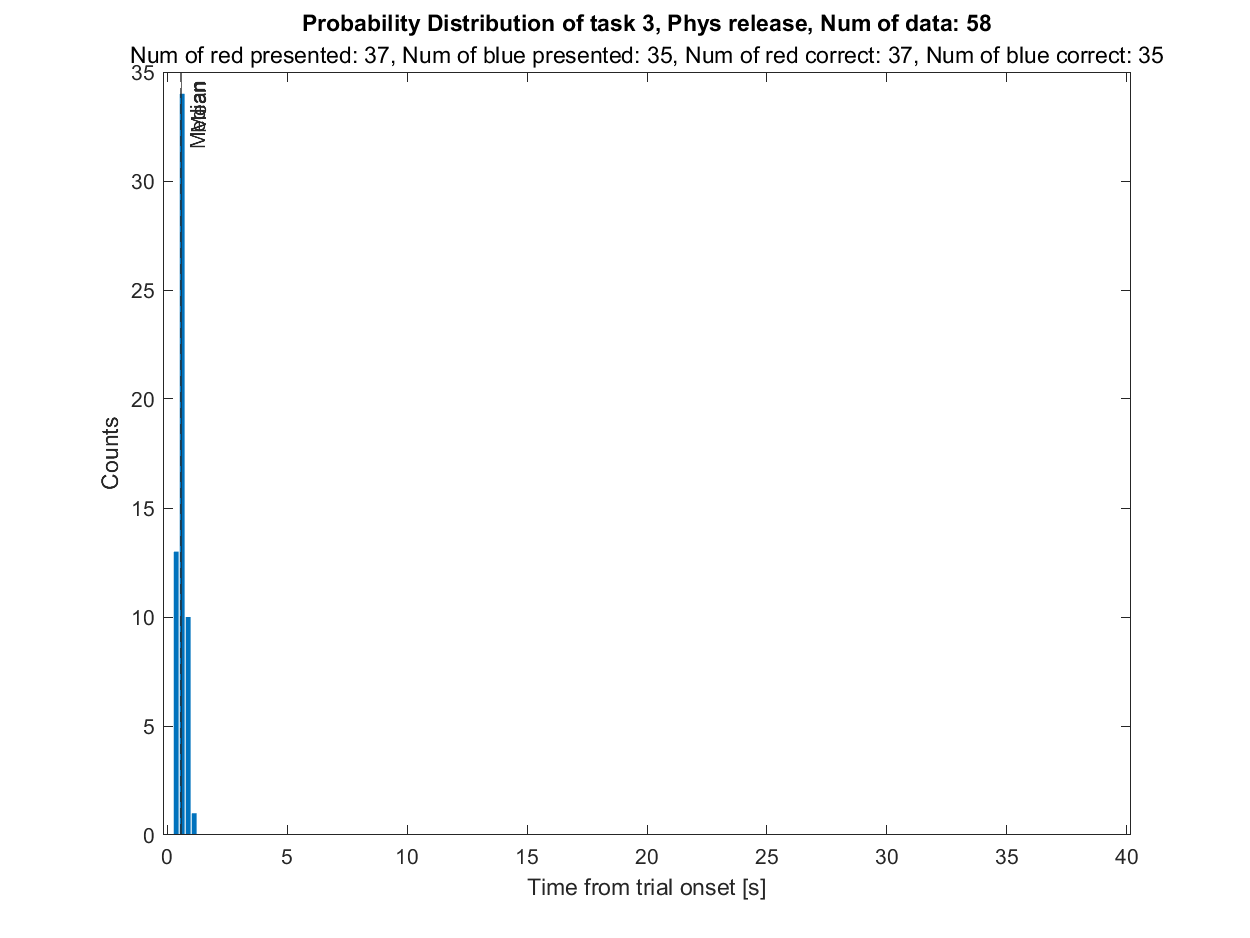 Probability Distribution of task 3, Phys release, Num of data: 58
Num of red presented: 37, Num of blue presented: 35, Num of red correct: 37, Num of blue correct: 35
Median
Mean
35
30
25
20
15
10
5
0
Counts
0 5 10 15 20 25 30 35 40
Time from trial onset [s]